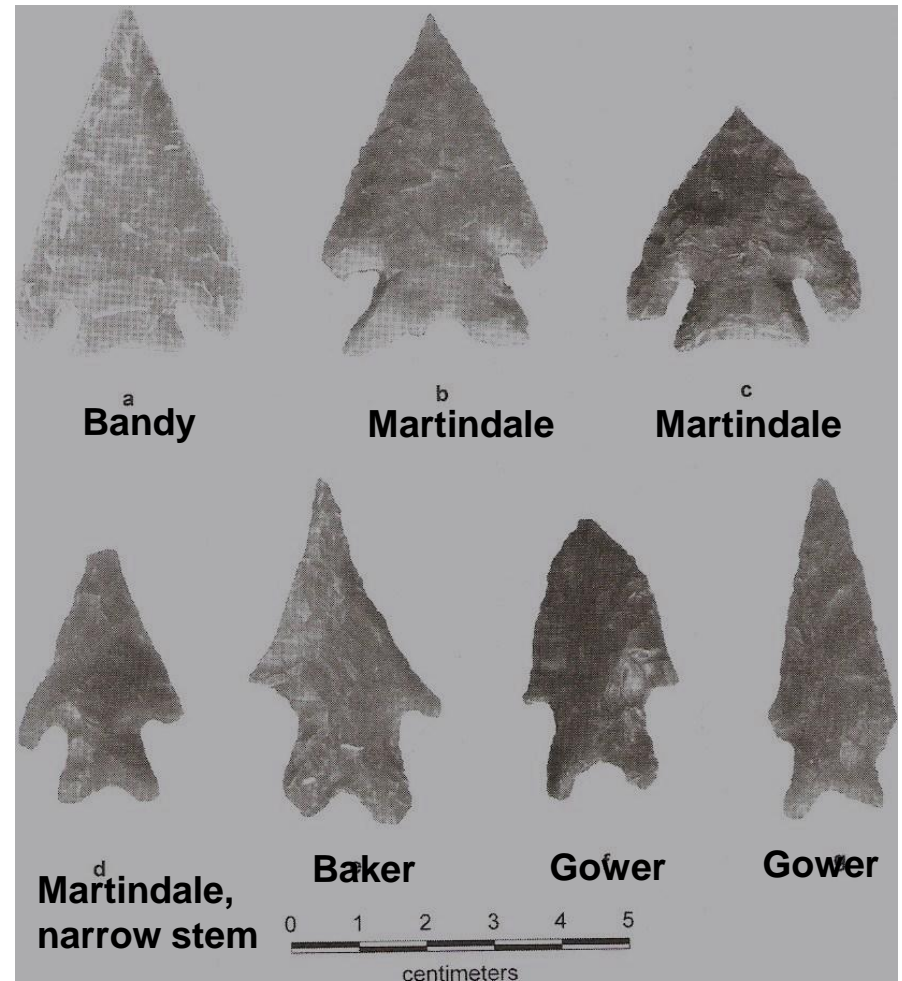 a
Bandy
b
Martindale
c
Martindale
d
Martindale,
narrow stem
e
Baker
f
Gower
g
Gower
0 1 2 3 4 5
centimeters